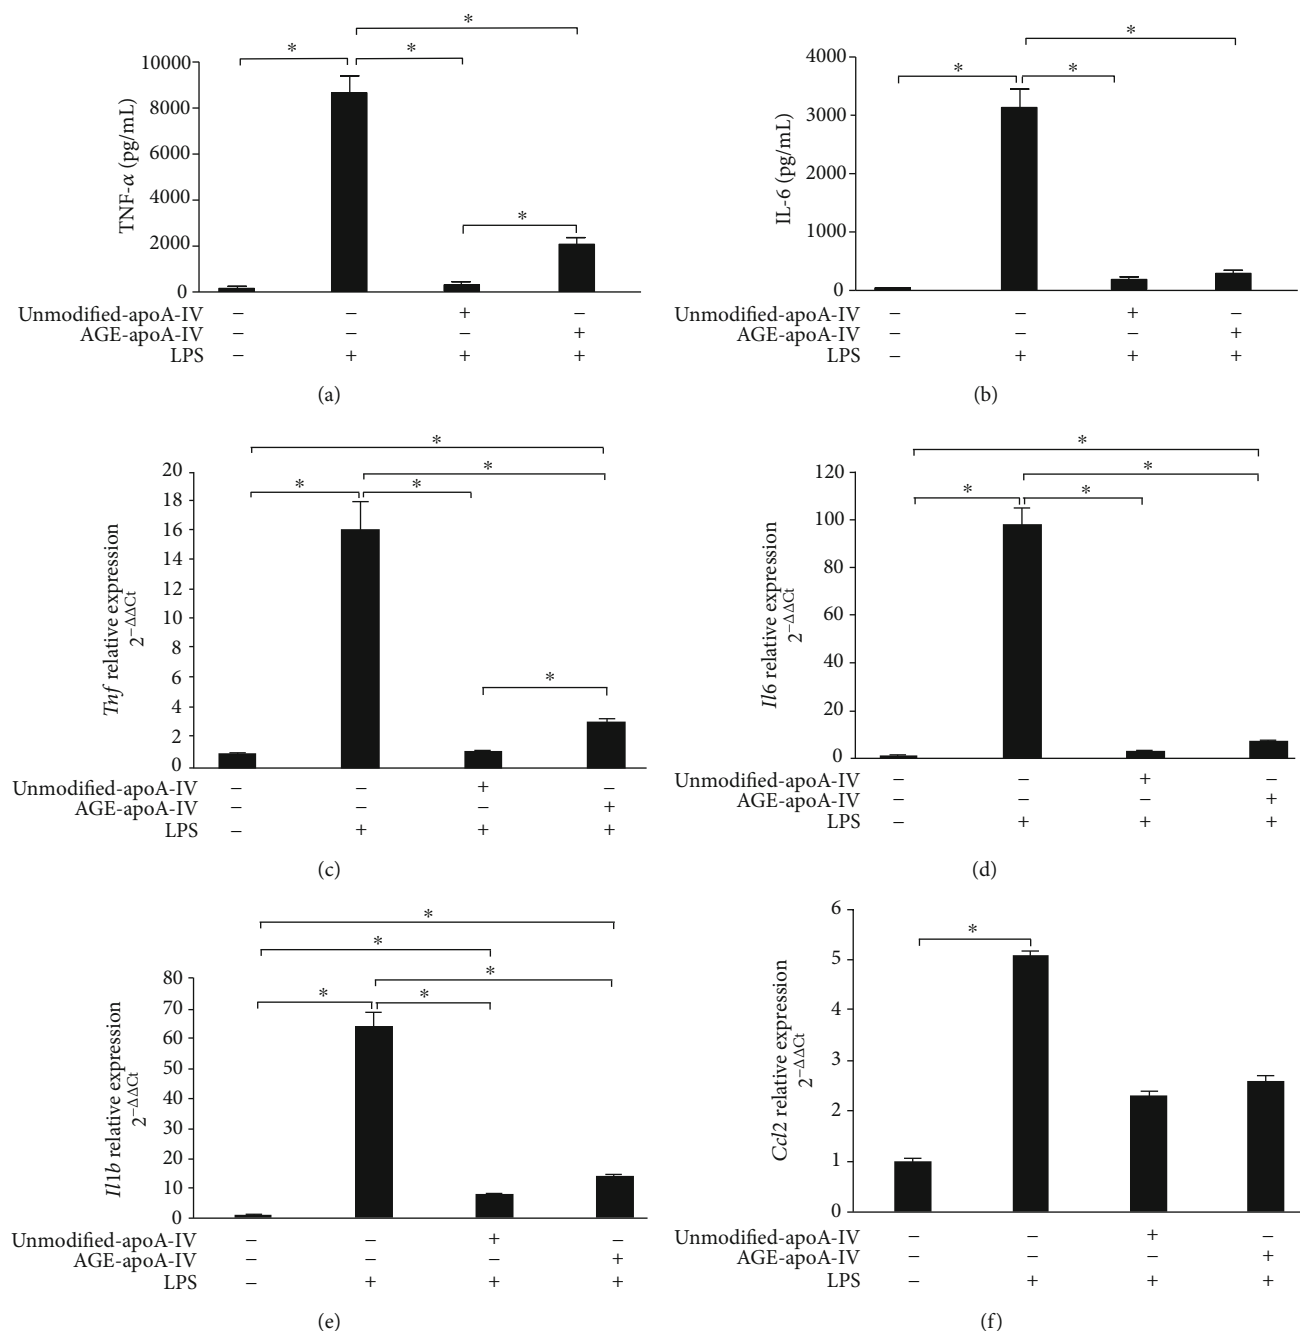 * * *
10000
8000
6000
4000
2000
0
TNF-α (pg/mL)
*
Unmodified-apoA-IV − − + −
AGE-apoA-IV − − − +
LPS − + + +
(a)
* * *
4000
3000
2000
1000
0
IL-6 (pg/mL)
Unmodified-apoA-IV − − + −
AGE-apoA-IV − − − +
LPS − + + +
(b)
*
*
* *
20
18
16
14
12
10
8
6
4
2
0
Tnf relative expression
2−ΔΔCt
*
Unmodified-apoA-IV − − + −
AGE-apoA-IV − − − +
LPS − + + +
(c)
*
*
* *
120
100
80
60
40
20
0
Il6 relative expression
2−ΔΔCt
Unmodified-apoA-IV − − + −
AGE-apoA-IV − − − +
LPS − + + +
(d)
*
*
*
* *
80
70
60
50
40
30
20
10
0
Il1b relative expression
2−ΔΔCt
Unmodified-apoA-IV − − + −
AGE-apoA-IV − − − +
LPS − + + +
(e)
*
6
5
4
3
2
1
0
Ccl2 relative expression
2−ΔΔCt
Unmodified-apoA-IV − − + −
AGE-apoA-IV − − − +
LPS − + + +
(f)